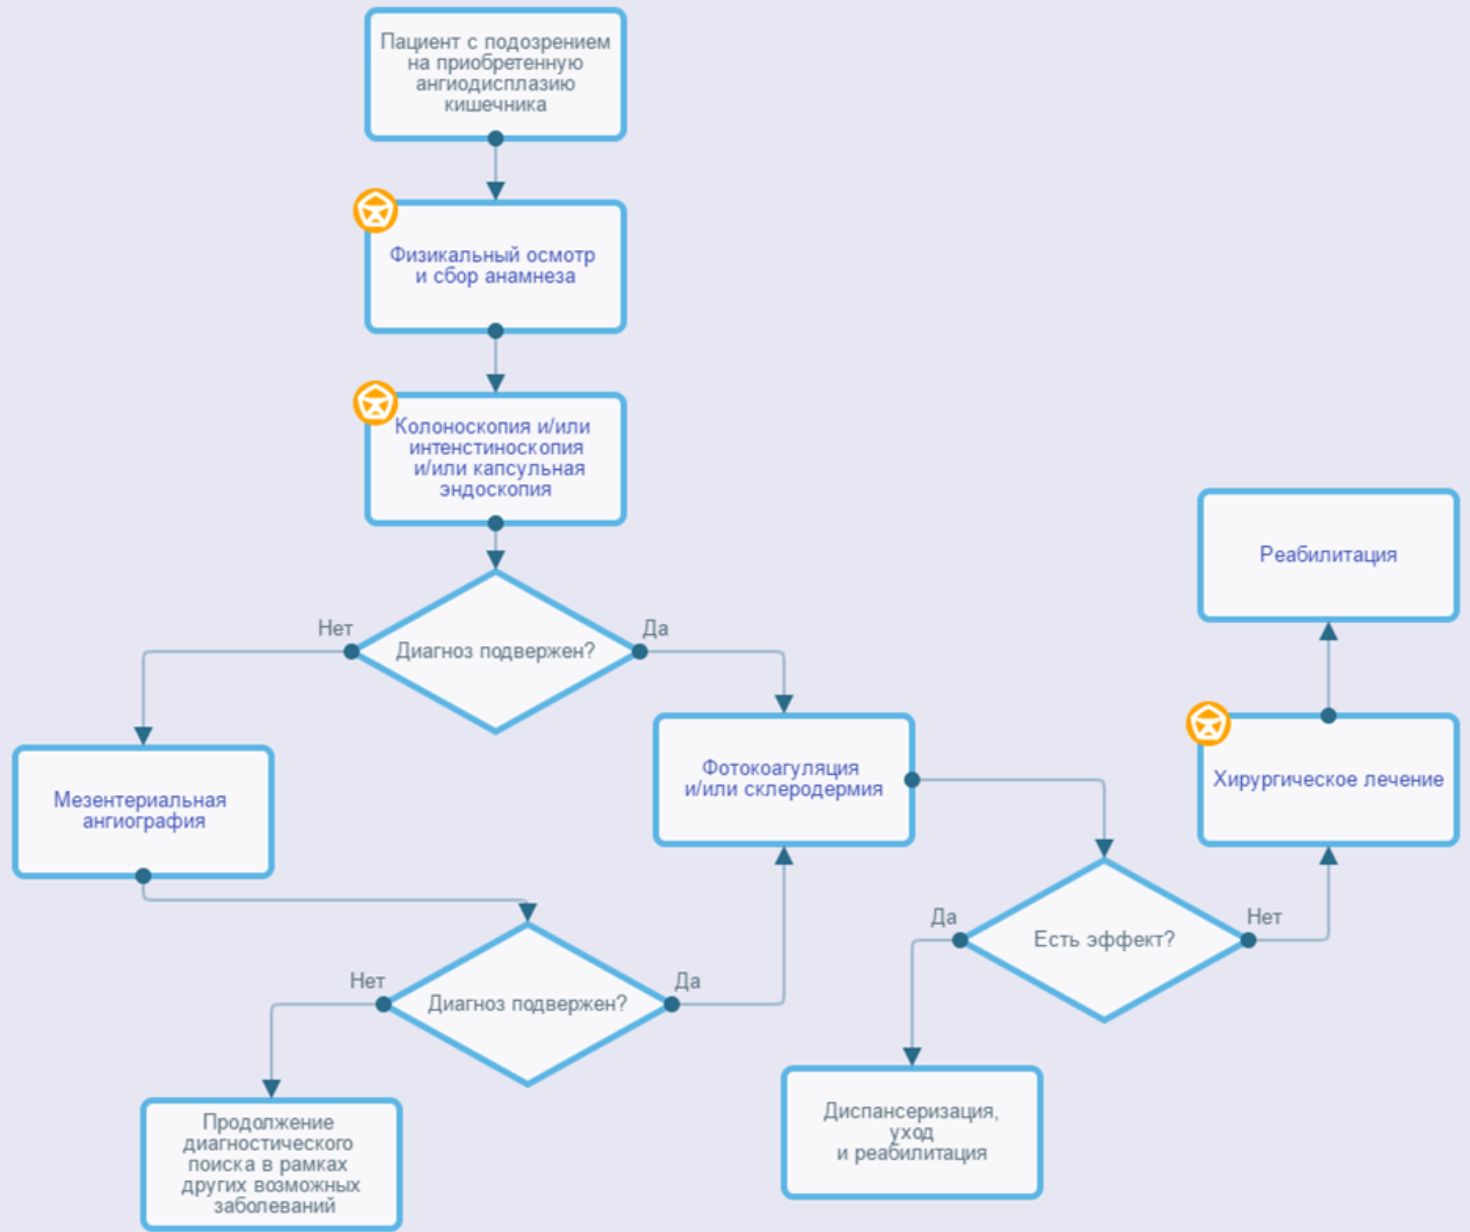 Пациент с подозрением
на приобретенную
ангиодисплазию
кишечника
Физикальный осмотр
и сбор анамнеза
Колоноскопия и/или
интенстиноскопия
и/или капсульная
эндоскопия
Диагноз подвержен?
Нет
Да
Мезентериальная
ангиография
Фотокоагуляция
и/или склеродермия
Диагноз подвержен?
Нет
Да
Продолжение
диагностического
поиска в рамках
других возможных
заболеваний
Есть эффект?
Да
Нет
Диспансеризация,
уход
и реабилитация
Хирургическое лечение
Реабилитация